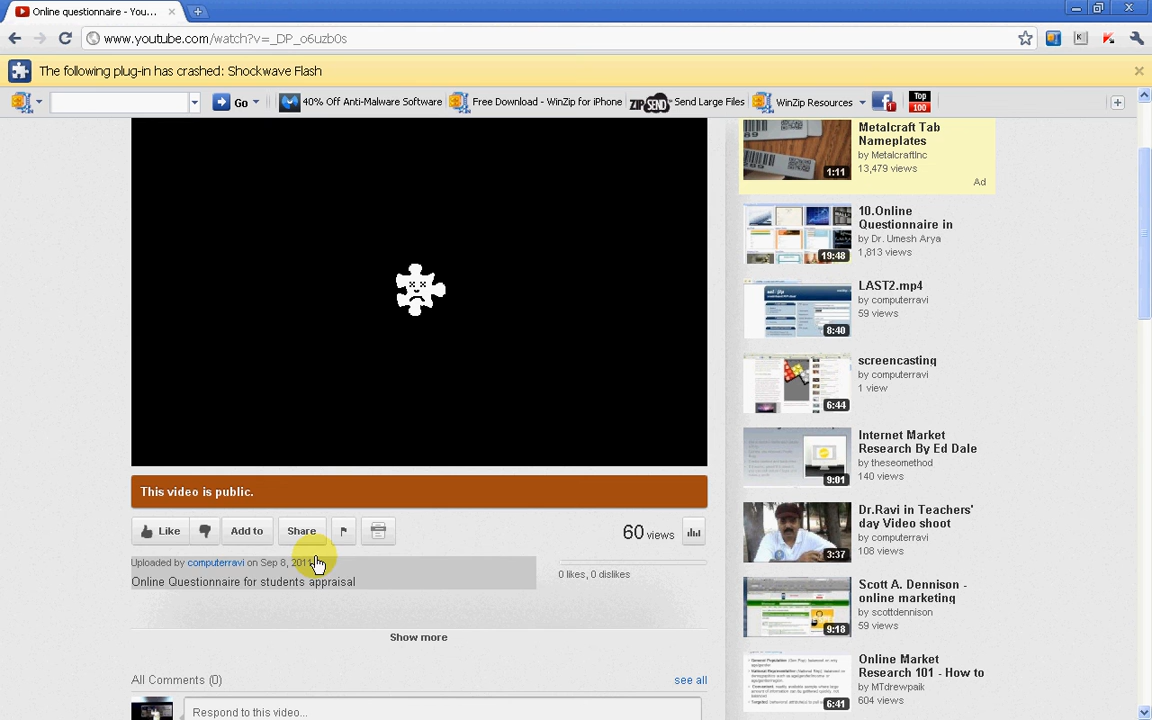 Online questionnaire - You...
www.youtube.com/watch?v=_DP_o6uzb0s
The following plug-in has crashed: Shockwave Flash
Go
40% Off Anti-Malware Software
Free Download - WinZip for iPhone
ZIP SEND
Send Large Files
WinZip Resources
Top 100
Metalcraft Tab
Nameplates
by MetalcraftInc
13,479 views
1:11
Ad
10.Online
Questionnaire in
by Dr. Umesh Arya
1,813 views
19:48
LAST2.mp4
by computerravi
59 views
8:40
screencasting
by computerravi
1 view
6:44
Internet Market
Research By Ed Dale
by theseomethod
140 views
9:01
This video is public.
Like
Add to
Share
60 views
Uploaded by computerravi on Sep 8, 2011
Online Questionnaire for students appraisal
0 likes, 0 dislikes
Show more
Dr.Ravi in Teachers'
day Video shoot
by computerravi
108 views
3:37
Scott A. Dennison -
online marketing
by scottdennison
59 views
9:18
Online Market
Research 101 - How to
by MTdrewpaik
604 views
6:41
All Comments (0)
see all
Respond to this video...